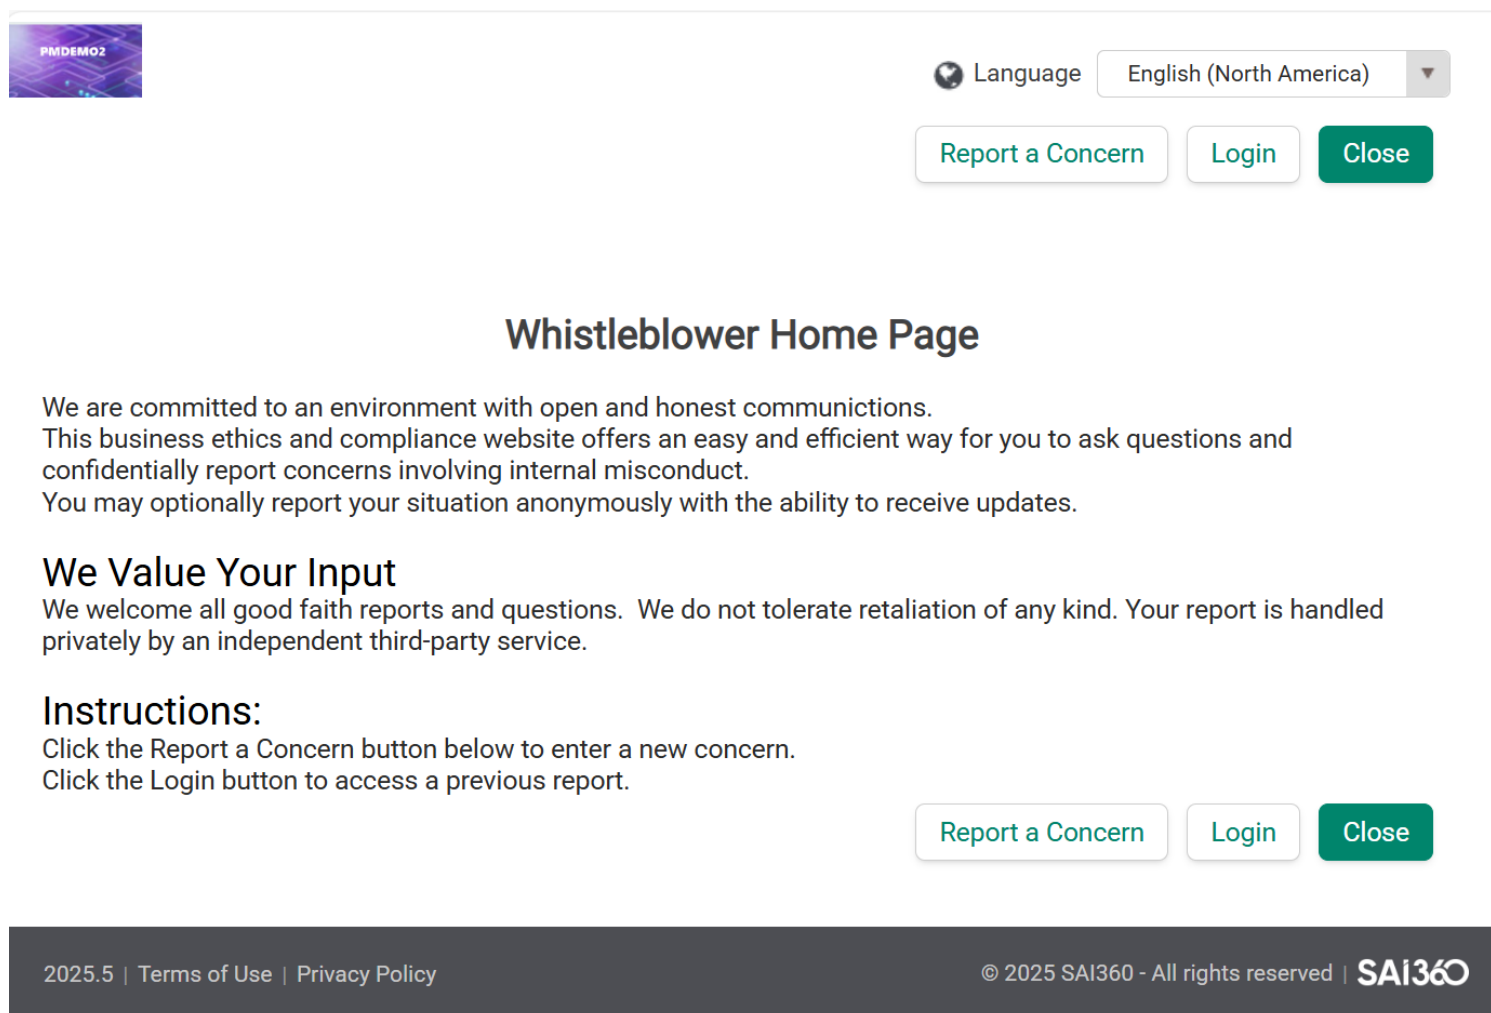 PMDEMO2
Language English (North America)
Report a Concern Login Close
Whistleblower Home Page
We are committed to an environment with open and honest communictions.
This business ethics and compliance website offers an easy and efficient way for you to ask questions and
confidentially report concerns involving internal misconduct.
You may optionally report your situation anonymously with the ability to receive updates.
We Value Your Input
We welcome all good faith reports and questions.  We do not tolerate retaliation of any kind. Your report is handled
privately by an independent third-party service.
Instructions:
Click the Report a Concern button below to enter a new concern.
Click the Login button to access a previous report.
Report a Concern Login Close
2025.5 | Terms of Use | Privacy Policy © 2025 SAI360 - All rights reserved | SAI360